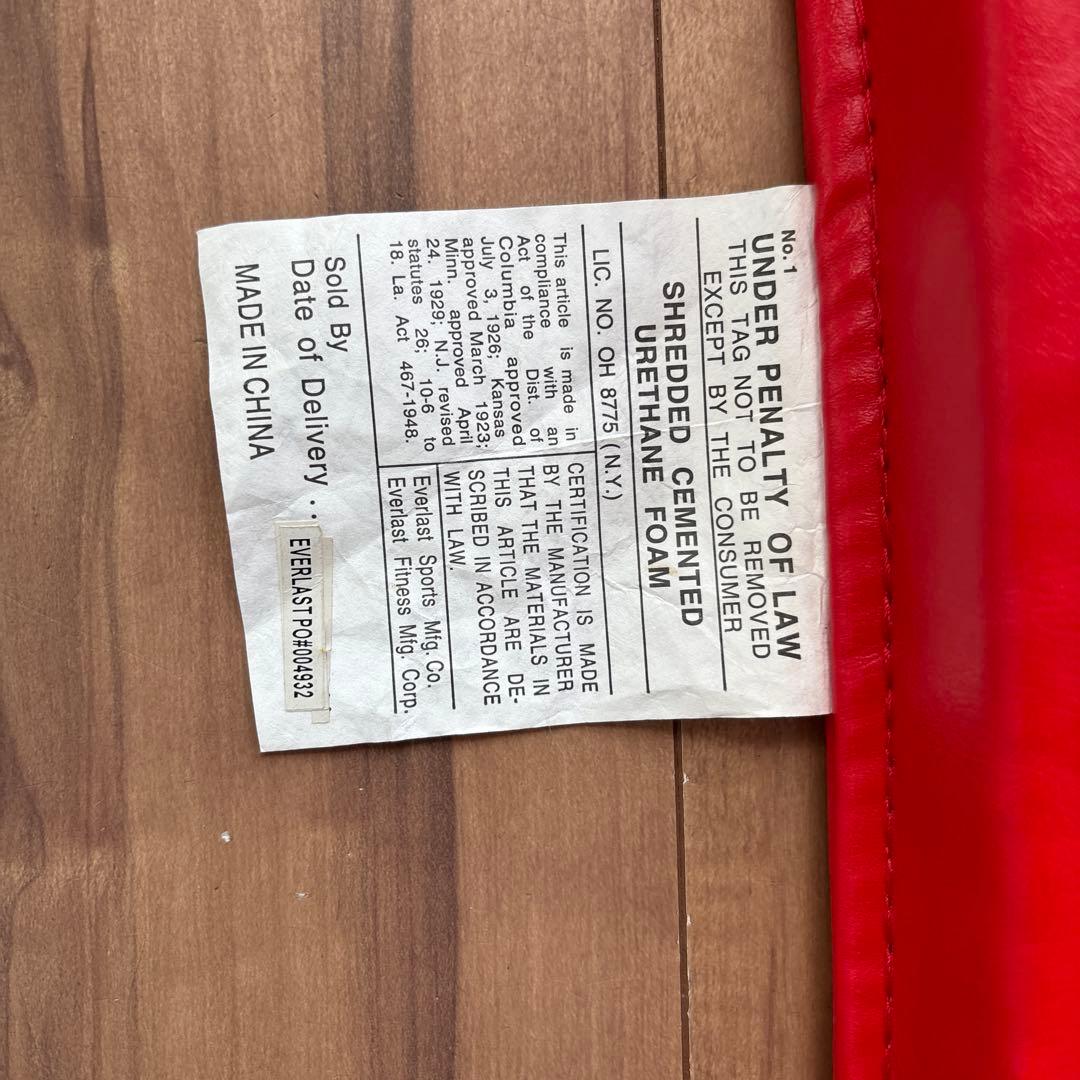 No. 1
UNDER PENALTY OF LAW
THIS TAG NOT TO BE REMOVED
EXCEPT BY THE CONSUMER
SHREDDED CEMENTED
URETHANE FOAM
LIC. NO. OH 8775 (N.Y.)
This article is made in
compliance with an
Act of the Dist. of
Columbia approved
July 3, 1926; Kansas
approved March 1923;
Minn. approved April
24. 1929; N.J. revised
statutes 26; 10-6 to
18. La. Act 467-1948.
CERTIFICATION IS MADE
BY THE MANUFACTURER
THAT THE MATERIALS IN
THIS ARTICLE ARE DE-
SCRIBED IN ACCORDANCE
WITH LAW.
Everlast Sports Mfg. Co.
Everlast Fitness Mfg. Corp.
Sold By
Date of Delivery . .
MADE IN CHINA
EVERLAST PO#004932